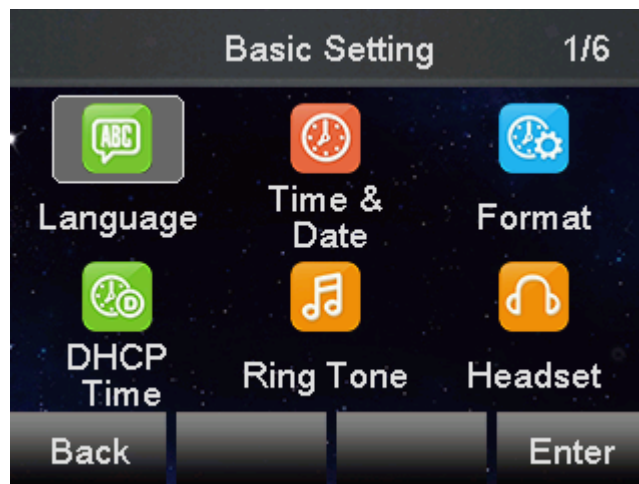 Basic Setting 1/6
ABC
Language
Time &
Date
Format
D
DHCP
Time
Ring Tone
Headset
Back
Enter